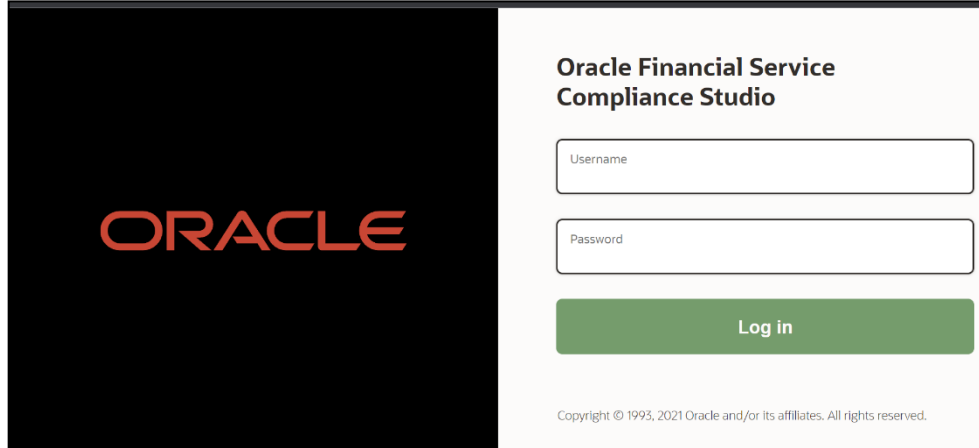 ORACLE
Oracle Financial Service
Compliance Studio
Username
Password
Log in
Copyright © 1993, 2021 Oracle and/or its affiliates. All rights reserved.